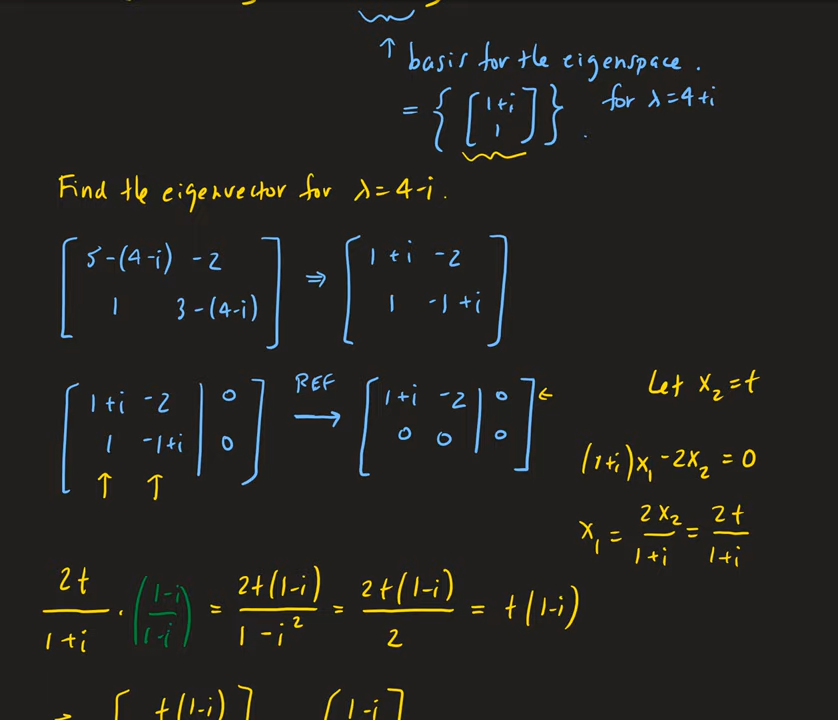 ↑ basis for the eigenspace.
= { [ 1+i
1 ] } for λ=4+i
Find the eigenvector for λ=4-i.
[ 5-(4-i) -2
1 3-(4-i) ] ⇒ [ 1+i -2
1 -1+i ]
[ 1+i -2 | 0
1 -1+i | 0 ] REF → [ 1+i -2 | 0
0 0 | 0 ] ←
↑ ↑
Let x₂=t
(1+i)x₁-2x₂=0
x₁ = 2x₂/1+i = 2t/1+i
2t/1+i · (1-i/1-i) = 2t(1-i)/1-i² = 2t(1-i)/2 = t(1-i)
[ t(1-i) ] [ 1-i ]